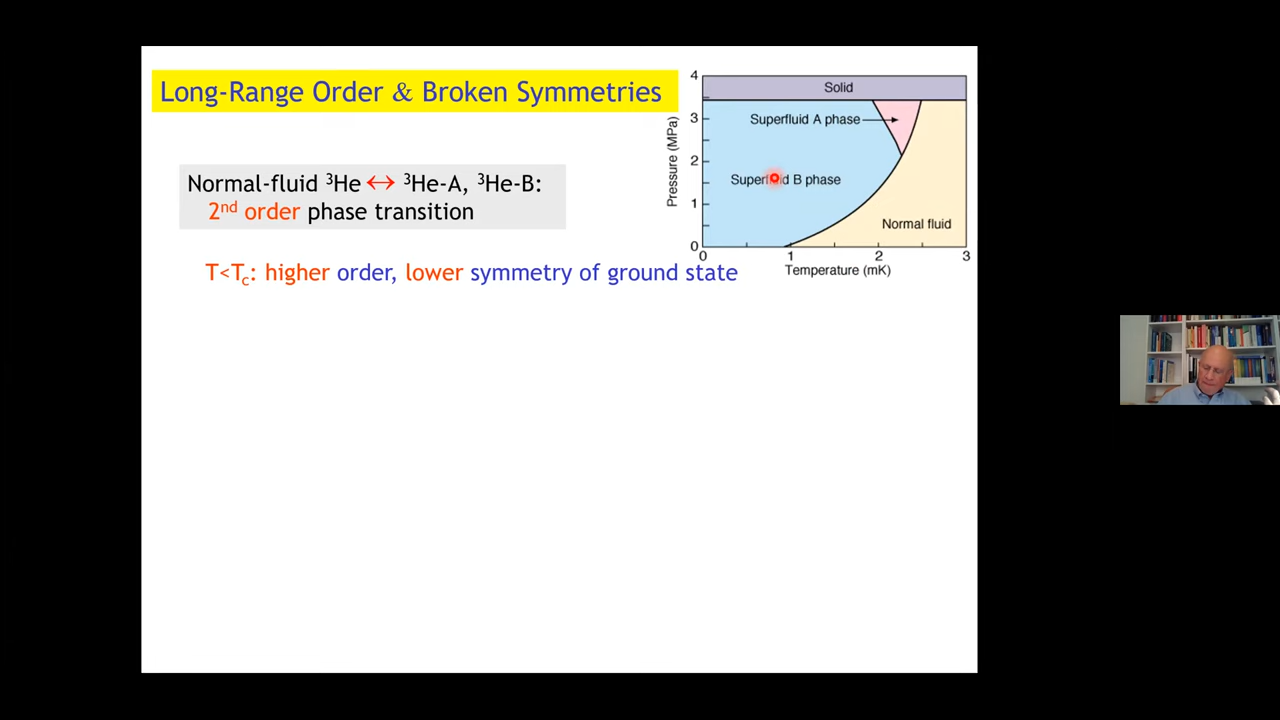 Long-Range Order & Broken Symmetries
Normal-fluid ³He ↔ ³He-A, ³He-B:
2nd order phase transition
T<Tc: higher order, lower symmetry of ground state
4
3
2
1
0
Pressure (MPa)
Solid
Superfluid A phase
Superfluid B phase
Normal fluid
0 1 2 3
Temperature (mK)